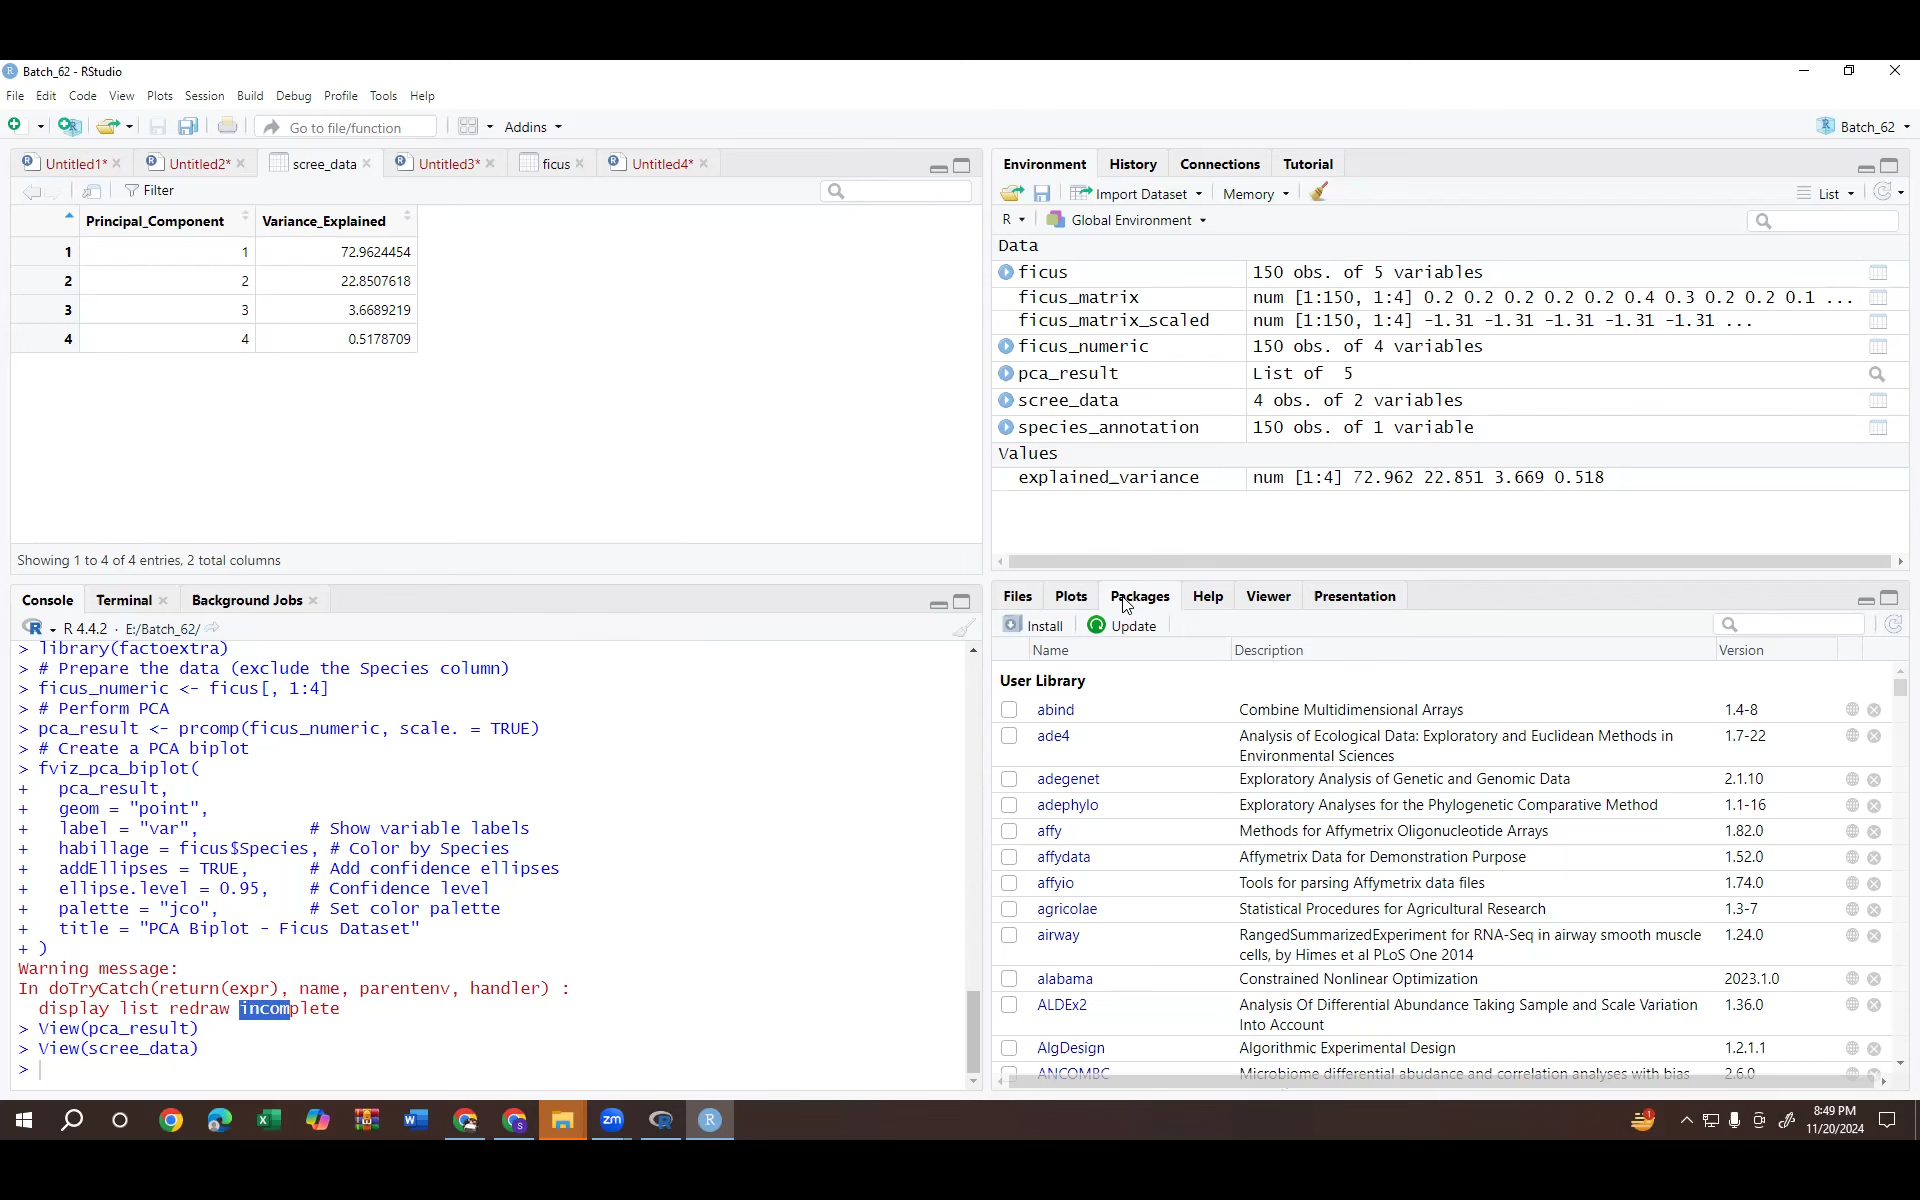 Batch_62 - RStudio
File Edit Code View Plots Session Build Debug Profile Tools Help
Go to file/function Addins Batch_62
Untitled1* Untitled2* scree_data Untitled3* ficus Untitled4*
Filter
Principal_Component Variance_Explained
1 1 72.9624454
2 2 22.8507618
3 3 3.6689219
4 4 0.5178709
Showing 1 to 4 of 4 entries, 2 total columns
Environment History Connections Tutorial
Import Dataset Memory List
R Global Environment
Data
ficus 150 obs. of 5 variables
ficus_matrix num [1:150, 1:4] 0.2 0.2 0.2 0.2 0.2 0.4 0.3 0.2 0.2 0.1 ...
ficus_matrix_scaled num [1:150, 1:4] -1.31 -1.31 -1.31 -1.31 -1.31 ...
ficus_numeric 150 obs. of 4 variables
pca_result List of 5
scree_data 4 obs. of 2 variables
species_annotation 150 obs. of 1 variable
Values
explained_variance num [1:4] 72.962 22.851 3.669 0.518
Console Terminal Background Jobs
R 4.4.2 · E:/Batch_62/
> library(factoextra)
> # Prepare the data (exclude the Species column)
> ficus_numeric <- ficus[, 1:4]
> # Perform PCA
> pca_result <- prcomp(ficus_numeric, scale. = TRUE)
> # Create a PCA biplot
> fviz_pca_biplot(
+ pca_result,
+ geom = "point",
+ label = "var", # Show variable labels
+ habillage = ficus$Species, # Color by Species
+ addEllipses = TRUE, # Add confidence ellipses
+ ellipse.level = 0.95, # Confidence level
+ palette = "jco", # Set color palette
+ title = "PCA Biplot - Ficus Dataset"
+ )
Warning message:
In doTryCatch(return(expr), name, parentenv, handler) :
display list redraw incomplete
> View(pca_result)
> View(scree_data)
>
Files Plots Packages Help Viewer Presentation
Install Update
Name Description Version
User Library
abind Combine Multidimensional Arrays 1.4-8
ade4 Analysis of Ecological Data: Exploratory and Euclidean Methods in 1.7-22
Environmental Sciences
adegenet Exploratory Analysis of Genetic and Genomic Data 2.1.10
adephylo Exploratory Analyses for the Phylogenetic Comparative Method 1.1-16
affy Methods for Affymetrix Oligonucleotide Arrays 1.82.0
affydata Affymetrix Data for Demonstration Purpose 1.52.0
affyio Tools for parsing Affymetrix data files 1.74.0
agricolae Statistical Procedures for Agricultural Research 1.3-7
airway RangedSummarizedExperiment for RNA-Seq in airway smooth muscle 1.24.0
cells, by Himes et al PLoS One 2014
alabama Constrained Nonlinear Optimization 2023.1.0
ALDEx2 Analysis Of Differential Abundance Taking Sample and Scale Variation 1.36.0
Into Account
AlgDesign Algorithmic Experimental Design 1.2.1.1
ANCOMBC Microbiome differential abudance and correlation analyses with bias 2.6.0
zm
8:49 PM
11/20/2024